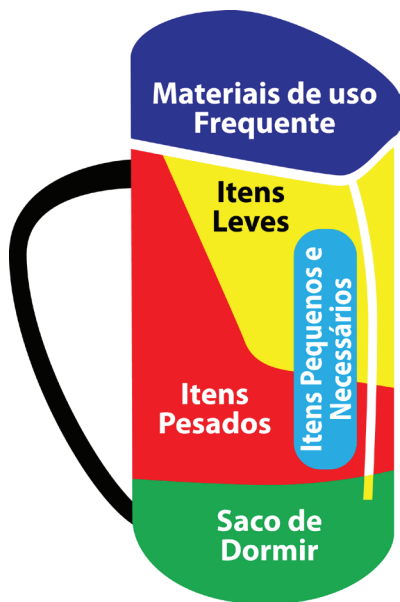 Materiais de uso
Frequente
Itens
Leves
Itens Pequenos e
Necessários
Itens
Pesados
Saco de
Dormir